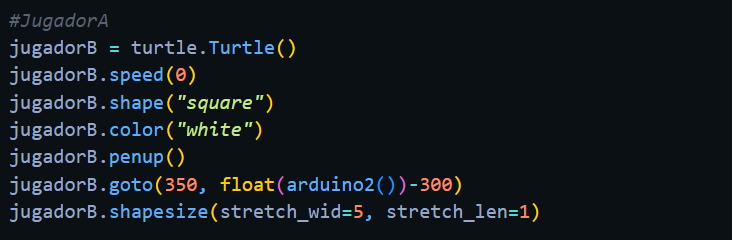 #JugadorA
jugadorB = turtle.Turtle()
jugadorB.speed(0)
jugadorB.shape("square")
jugadorB.color("white")
jugadorB.penup()
jugadorB.goto(350, float(arduino2())-300)
jugadorB.shapesize(stretch_wid=5, stretch_len=1)